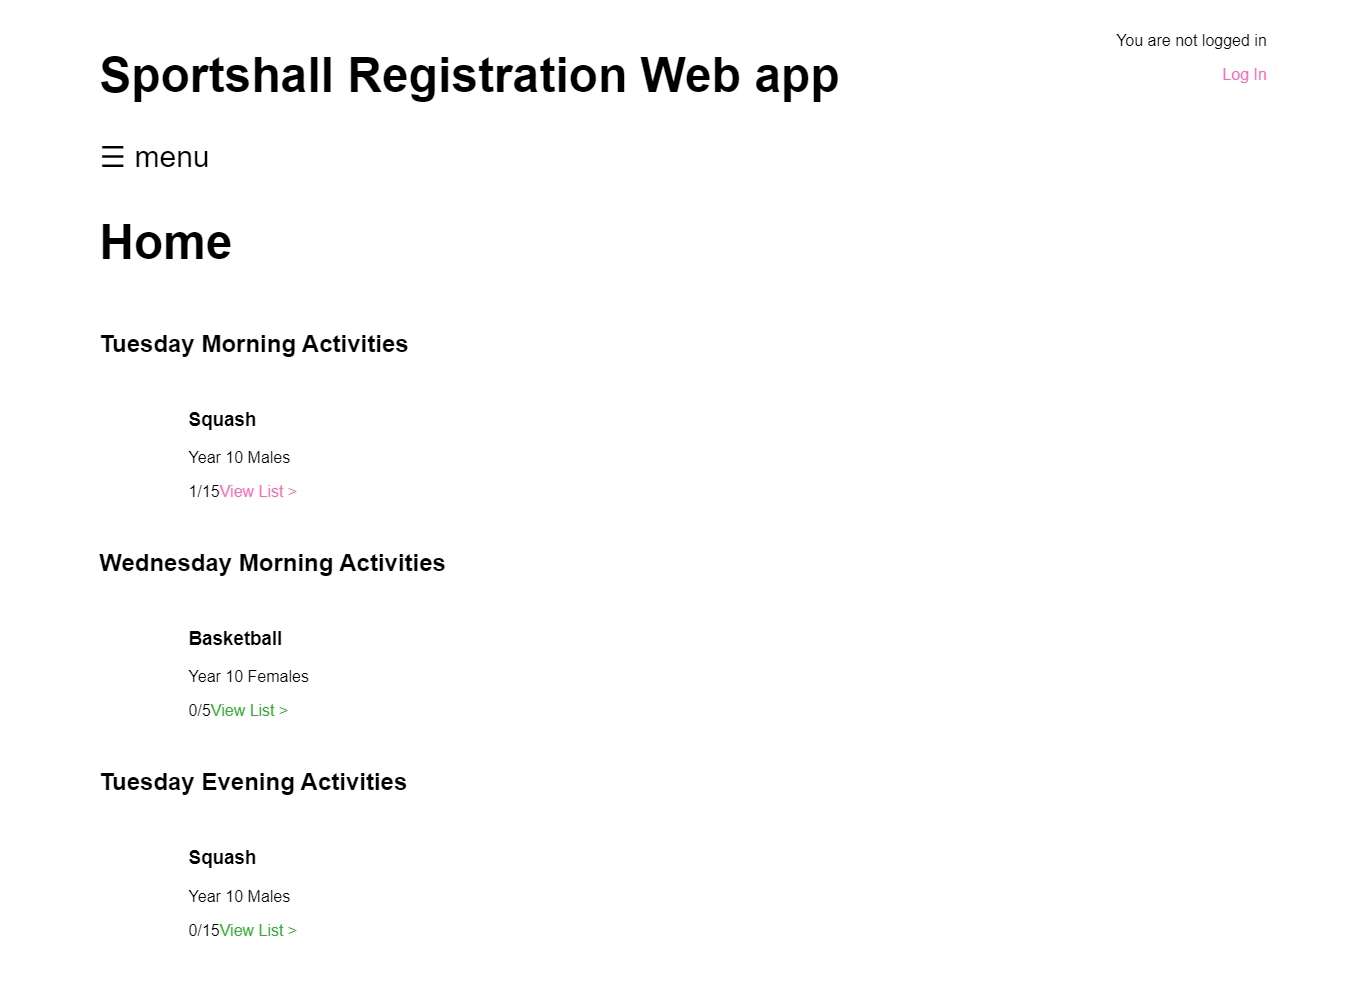 You are not logged in
Sportshall Registration Web app
Log In
☰ menu
Home
Tuesday Morning Activities
Squash
Year 10 Males
1/15View List >
Wednesday Morning Activities
Basketball
Year 10 Females
0/5View List >
Tuesday Evening Activities
Squash
Year 10 Males
0/15View List >